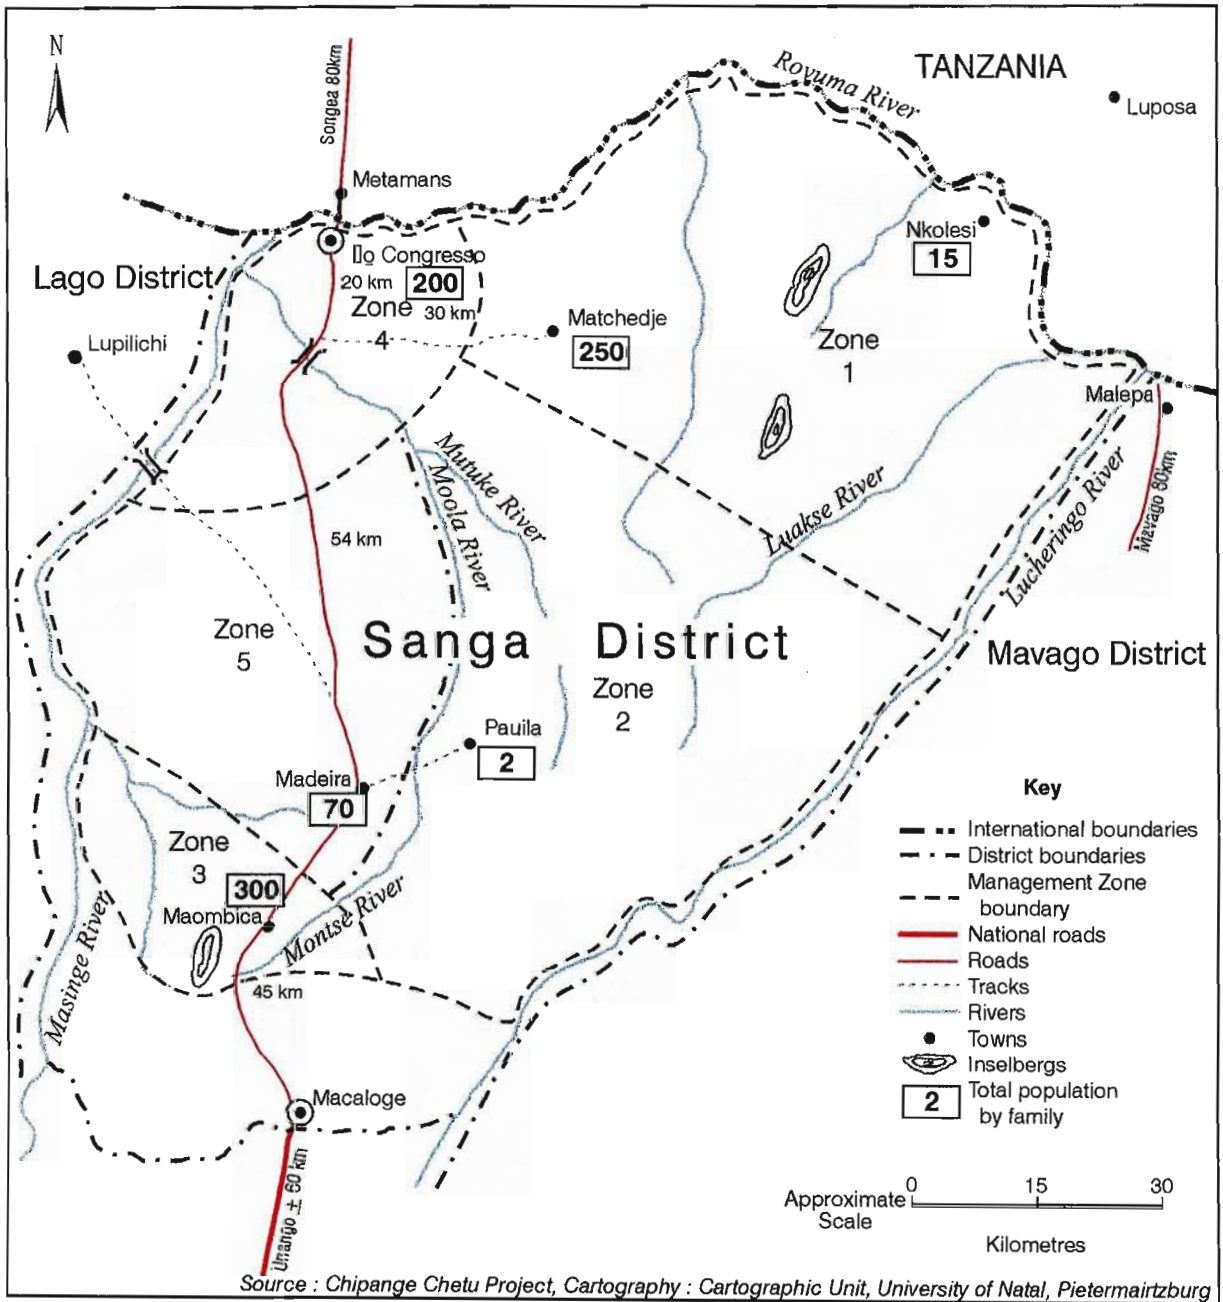 N
Songea 80km
Rovuma River
TANZANIA
Luposa
Metamans
Nkolesi
15
Congresso
20 km
200
Zone
4
30 km
Lago District
Lupilichi
Matchedje
250
Zone
1
Malepa
Mavago 80km
Mutuke River
Moola River
Luakse River
Lucheringo River
54 km
Zone
5
Sanga District
Zone
2
Mavago District
Pauila
2
Madeira
70
Zone
3
300
Maombica
Montse River
Masinge River
45 km
Macaloge
Unango ± 60 km
Key
International boundaries
District boundaries
Management Zone
boundary
National roads
Roads
Tracks
Rivers
Towns
Inselbergs
2
Total population
by family
0 15 30
Approximate
Scale
Kilometres
Source : Chipange Chetu Project, Cartography : Cartographic Unit, University of Natal, Pietermairtzburg